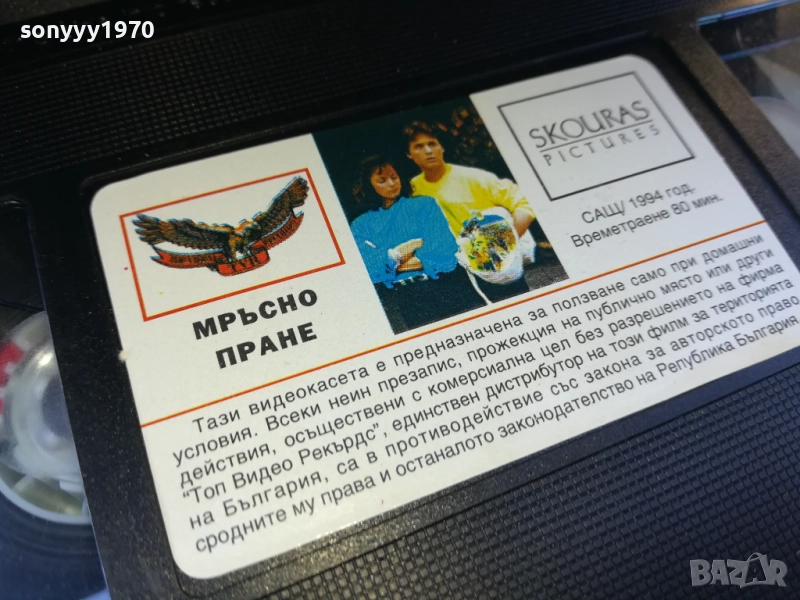 sonyyy1970
SKOURAS
PICTURES
САЩ/ 1994 год.
Времетраене 80 мин.
МРЪСНО
ПРАНЕ
Тази видеокасета е предназначена за ползване само при домашни
условия. Всеки неин презапис, прожекция на публично място или други
действия, осъществени с комерсиална цел без разрешението на фирма
"Топ Видео Рекърдс", единствен дистрибутор на този филм за територията
на България, са в противодействие със закона за авторското право
сродните му права и останалото законодателство на Република България
BAZAR